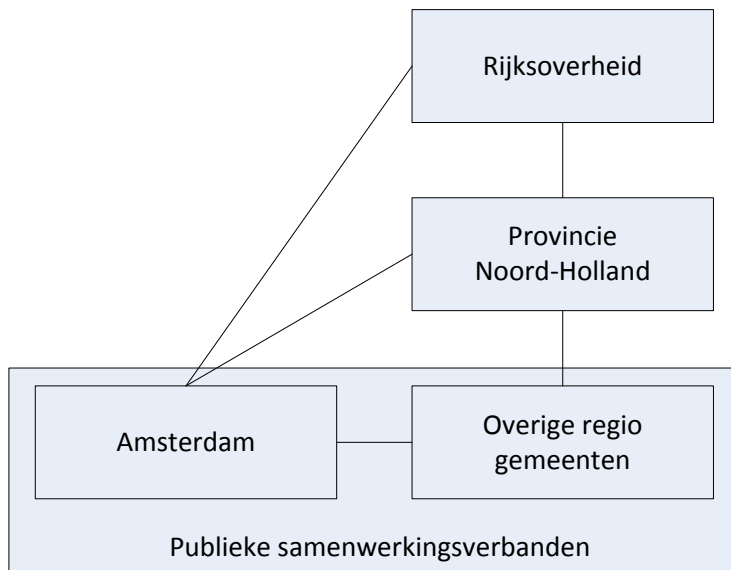 Rijksoverheid
Provincie
Noord-Holland
Amsterdam
Overige regio
gemeenten
Publieke samenwerkingsverbanden